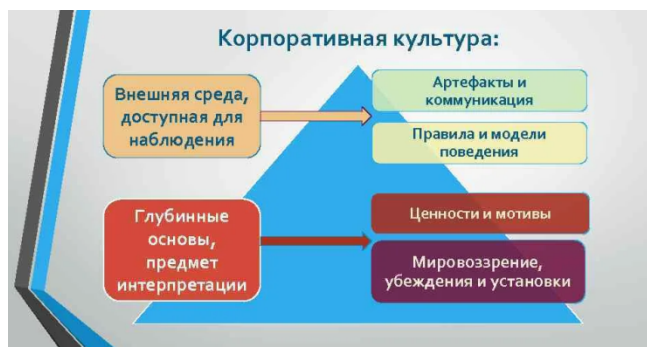 Корпоративная культура:
Внешняя среда,
доступная для
наблюдения
Артефакты и
коммуникация
Правила и модели
поведения
Глубинные
основы,
предмет
интерпретации
Ценности и мотивы
Мировоззрение,
убеждения и установки